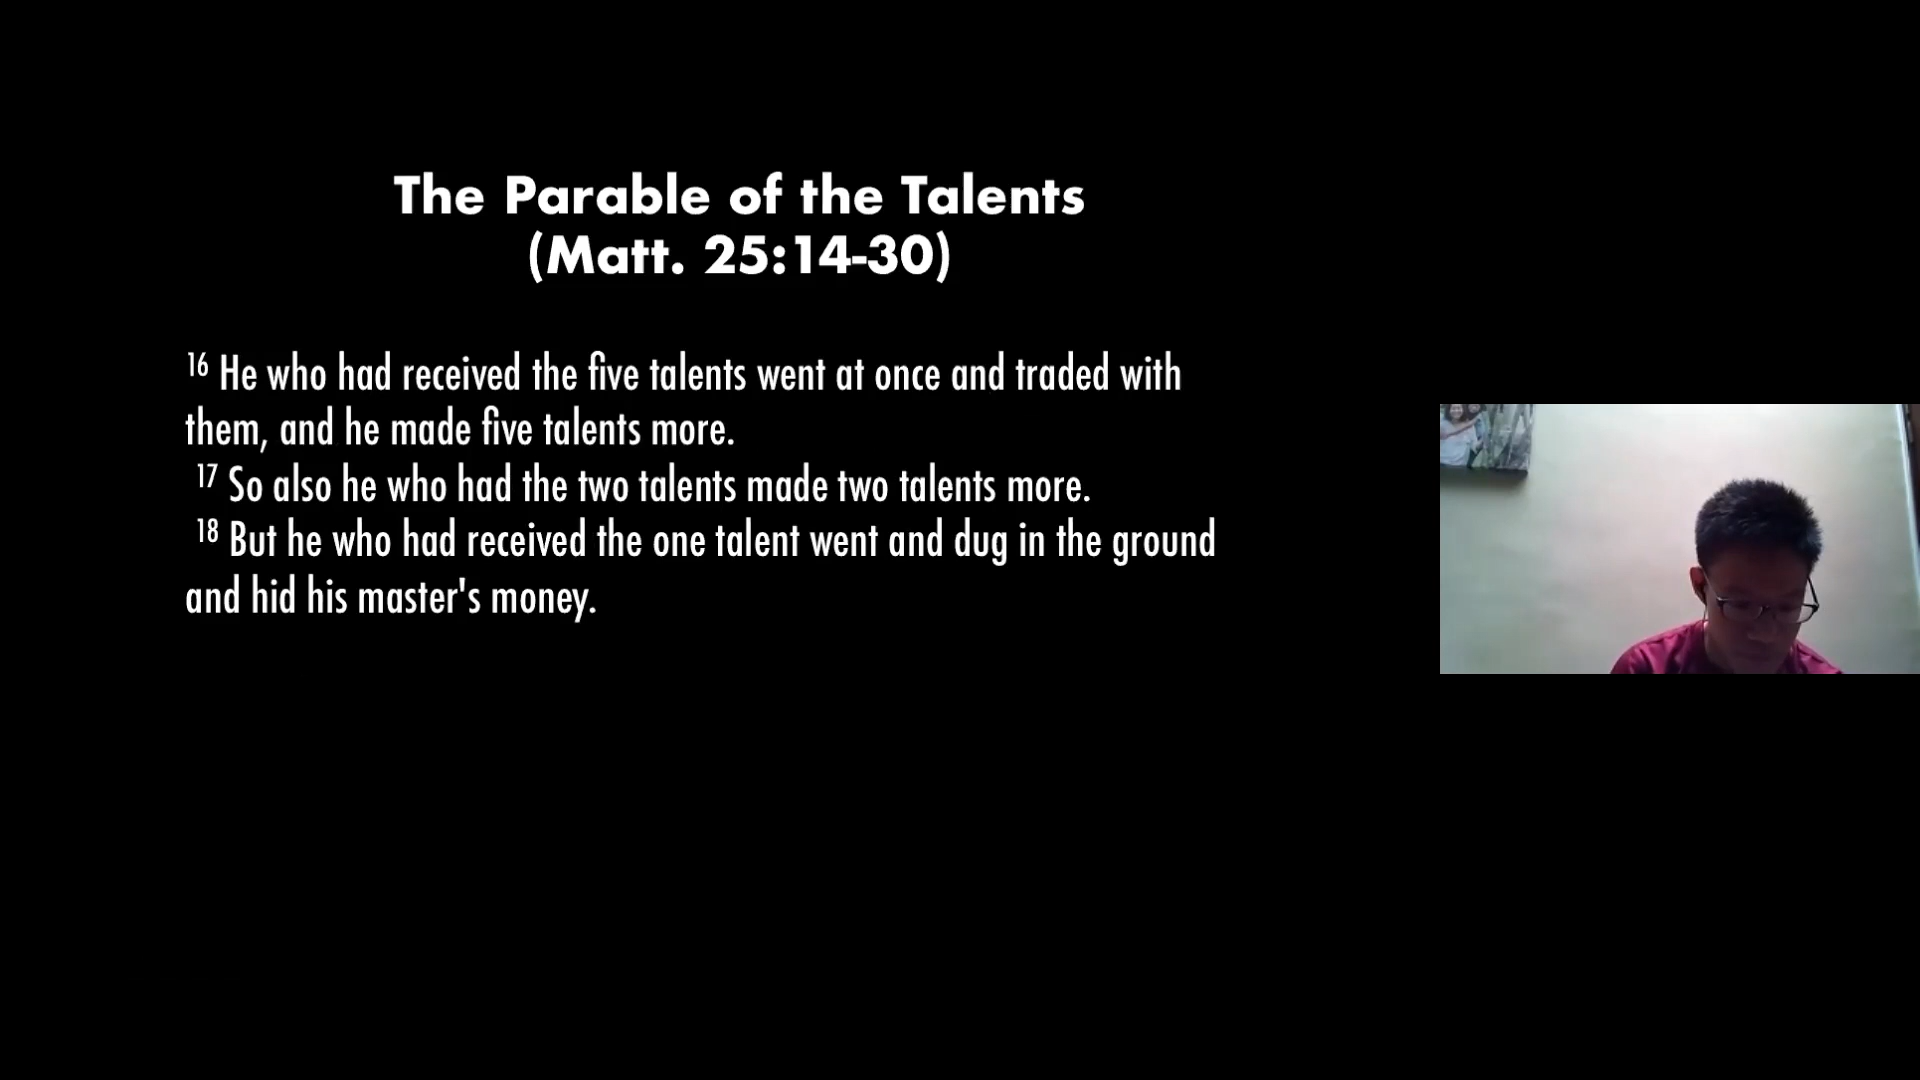 The Parable of the Talents
(Matt. 25:14-30)
16 He who had received the five talents went at once and traded with
them, and he made five talents more.
17 So also he who had the two talents made two talents more.
18 But he who had received the one talent went and dug in the ground
and hid his master's money.